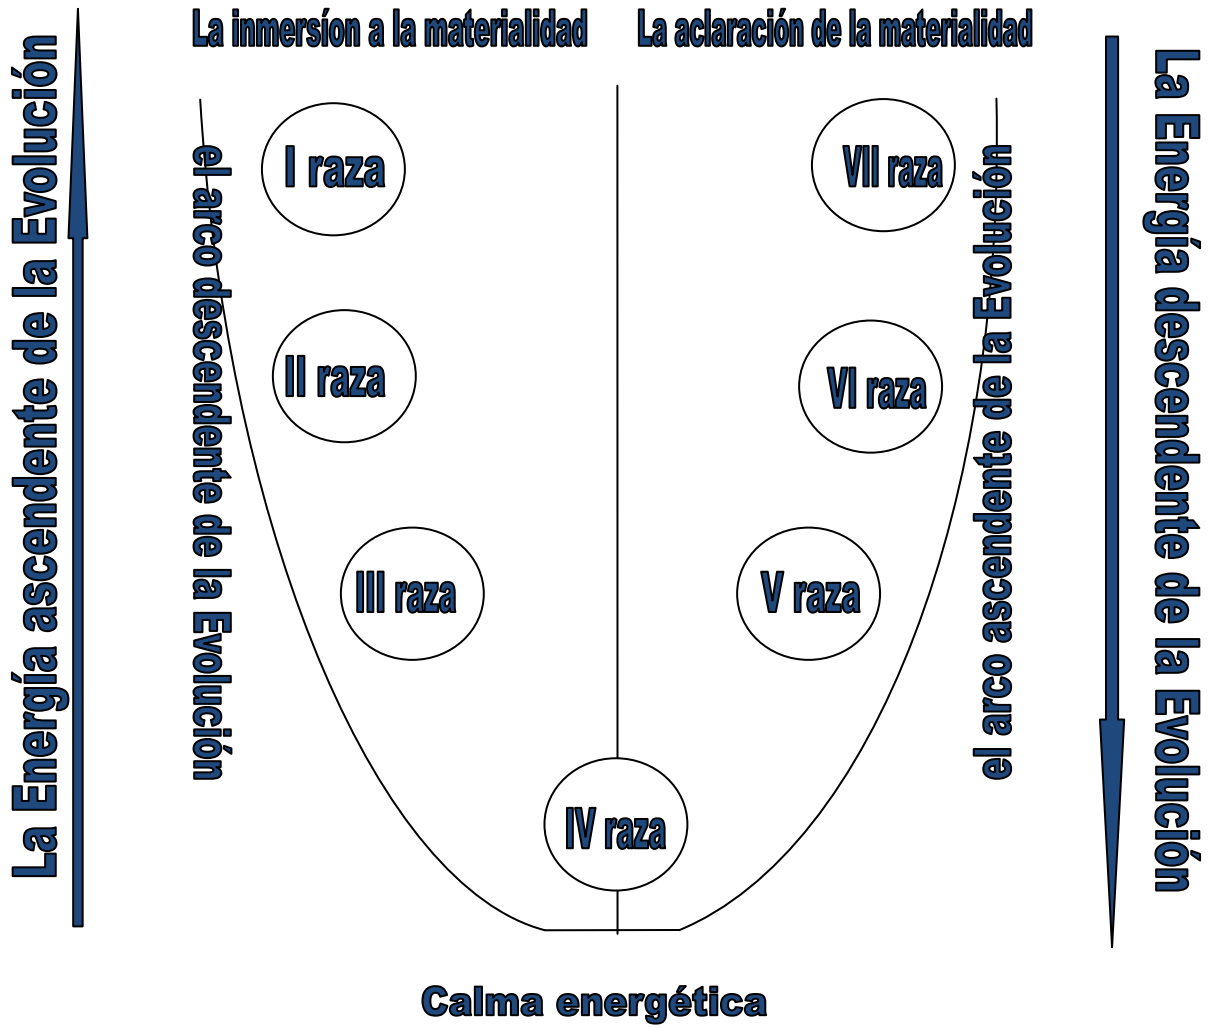 La inmersíon a la materialidad
La aclaración de la materialidad
La Energía ascendente de la Evolución
el arco descendente de la Evolución
I raza
VII raza
el arco ascendente de la Evolución
La Energía descendente de la Evolución
II raza
VI raza
III raza
V raza
IV raza
Calma energética